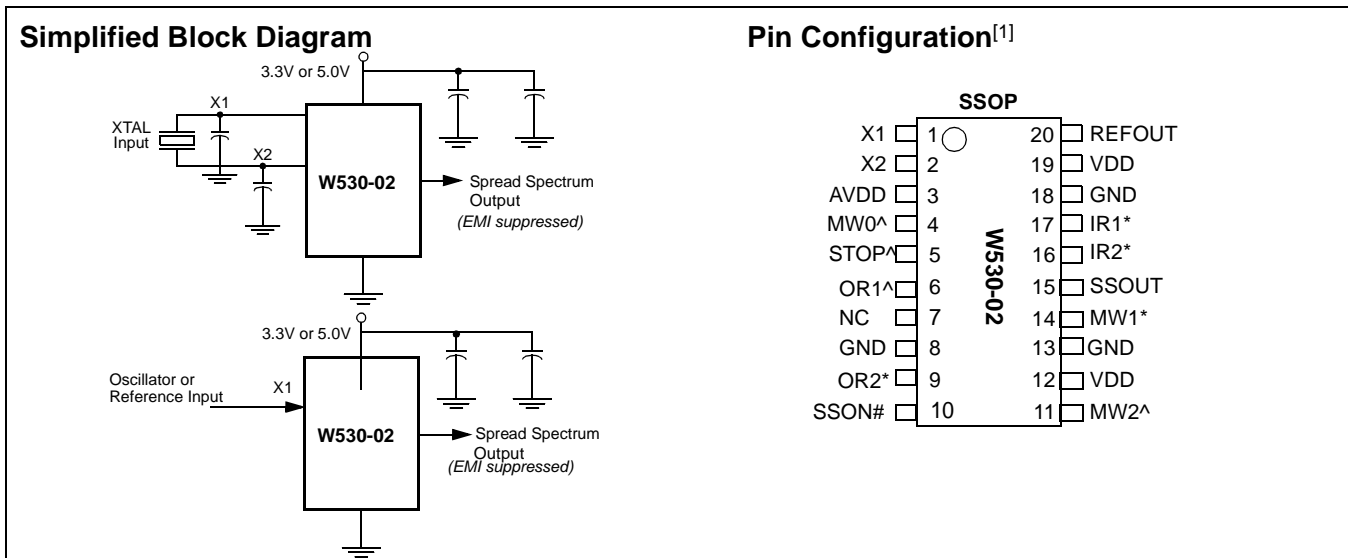 Simplified Block Diagram
3.3V or 5.0V
X1
XTAL
Input
X2
W530-02
Spread Spectrum
Output
(EMI suppressed)
3.3V or 5.0V
Oscillator or
Reference Input
X1
W530-02
Spread Spectrum
Output
(EMI suppressed)
Pin Configuration[1]
SSOP
X1 1 20 REFOUT
X2 2 19 VDD
AVDD 3 18 GND
MW0^ 4 17 IR1*
STOP^ 5 16 IR2*
OR1^ 6 15 SSOUT
NC 7 14 MW1*
GND 8 13 GND
OR2* 9 12 VDD
SSON# 10 11 MW2^
W530-02